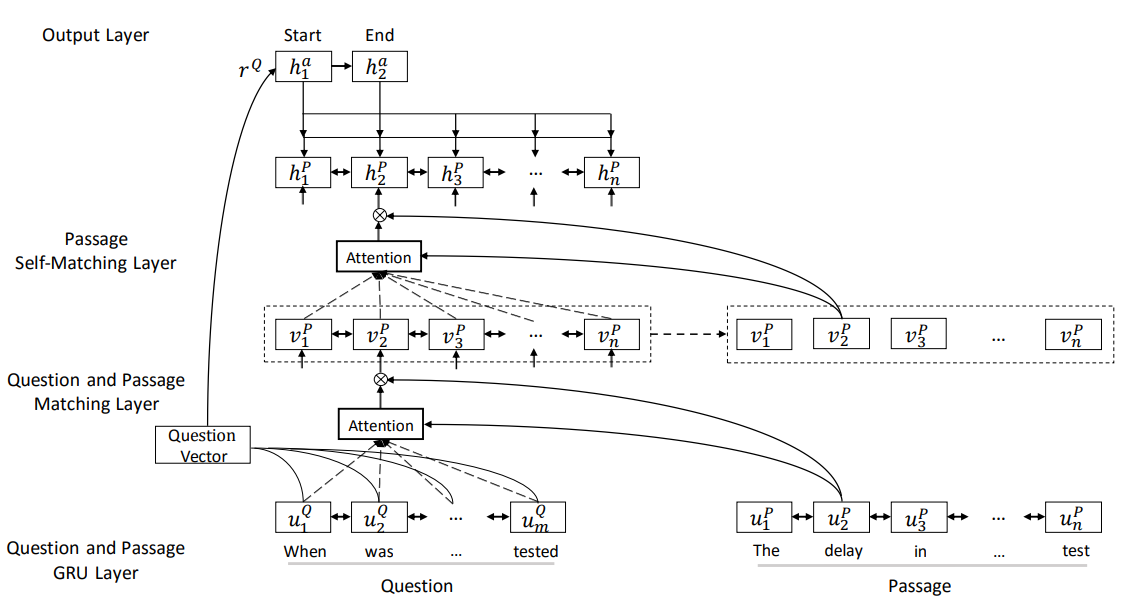 Output Layer
Start End
r^Q h_1^a h_2^a
h_1^P h_2^P h_3^P ... h_n^P
Passage
Self-Matching Layer
Attention
v_1^P v_2^P v_3^P ... v_n^P v_1^P v_2^P v_3^P ... v_n^P
Question and Passage
Matching Layer
Attention
Question
Vector
u_1^Q u_2^Q ... u_m^Q u_1^P u_2^P u_3^P ... u_n^P
When was ... tested The delay in ... test
Question and Passage
GRU Layer
Question Passage